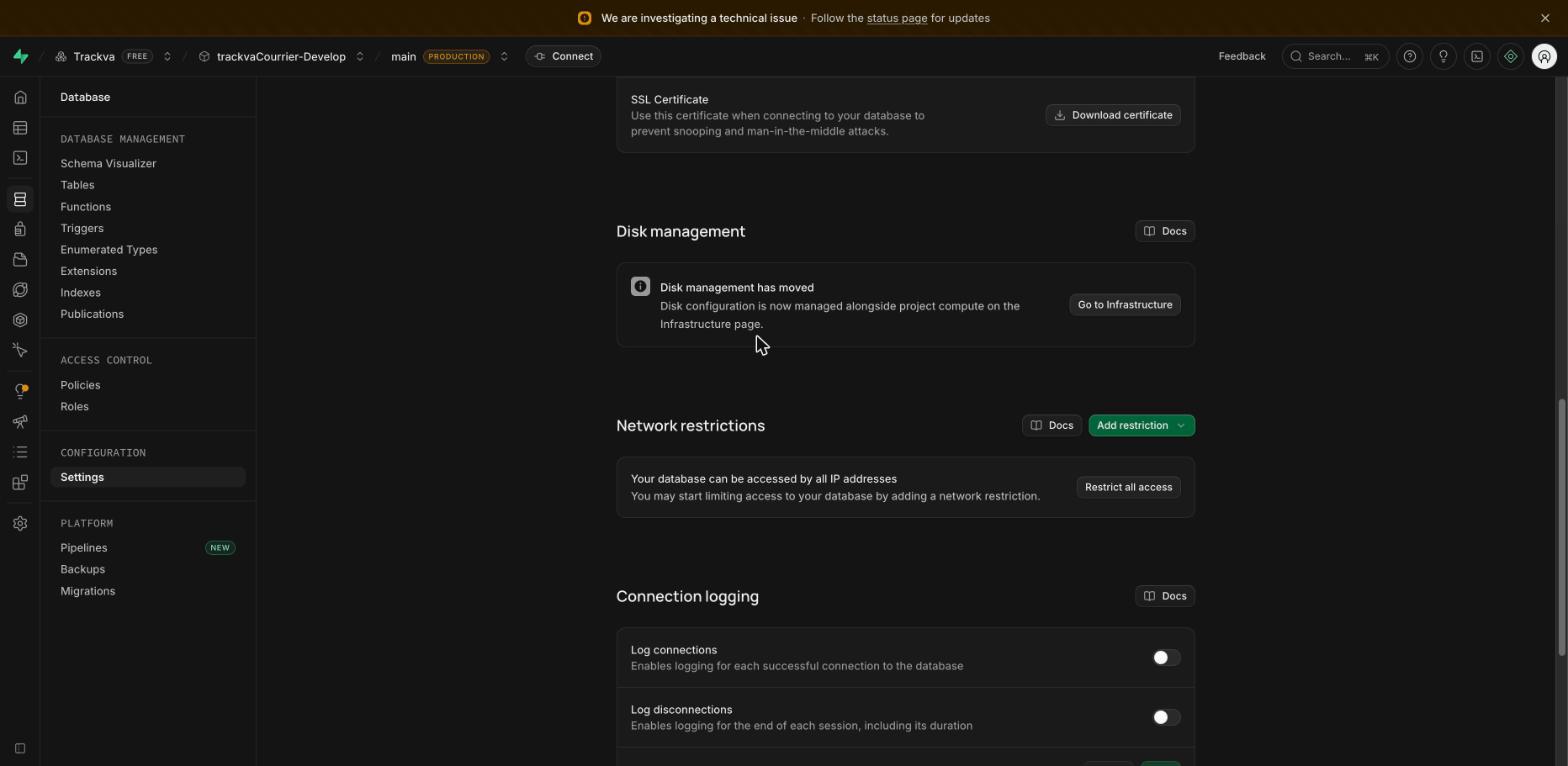 We are investigating a technical issue · Follow the status page for updates
Trackva FREE
trackvaCourrier-Develop
main PRODUCTION
Connect
Feedback
Search... ⌘K
Database
DATABASE MANAGEMENT
Schema Visualizer
Tables
Functions
Triggers
Enumerated Types
Extensions
Indexes
Publications
ACCESS CONTROL
Policies
Roles
CONFIGURATION
Settings
PLATFORM
Pipelines NEW
Backups
Migrations
SSL Certificate
Use this certificate when connecting to your database to
prevent snooping and man-in-the-middle attacks.
Download certificate
Disk management
Docs
Disk management has moved
Disk configuration is now managed alongside project compute on the
Infrastructure page.
Go to Infrastructure
Network restrictions
Docs
Add restriction
Your database can be accessed by all IP addresses
You may start limiting access to your database by adding a network restriction.
Restrict all access
Connection logging
Docs
Log connections
Enables logging for each successful connection to the database
Log disconnections
Enables logging for the end of each session, including its duration